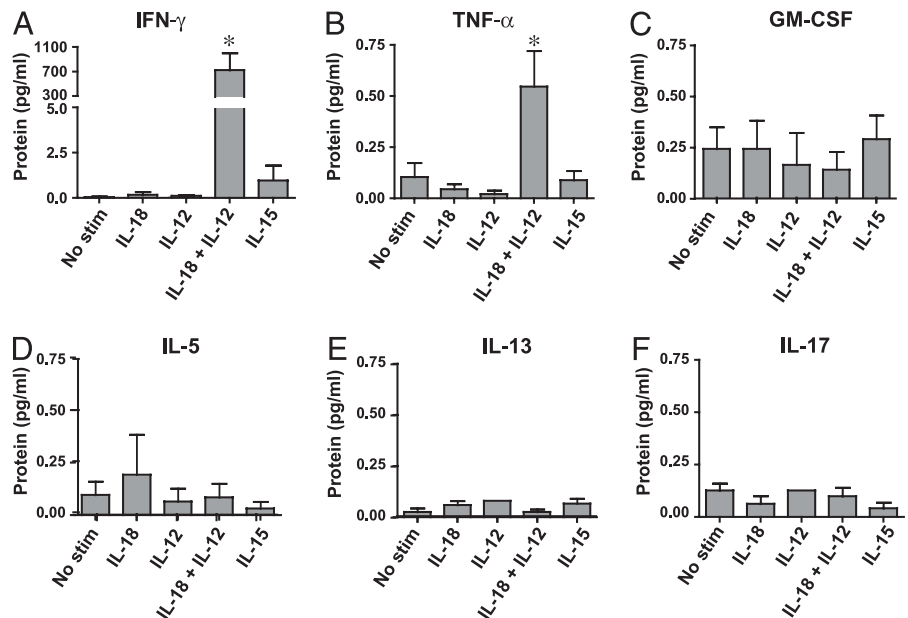 A IFN-γ
Protein (pg/ml)
1100
700
300
5.0
2.5
0.0
*
No stim
IL-18
IL-12
IL-18 + IL-12
IL-15
B TNF-α
Protein (pg/ml)
0.75
0.50
0.25
0.00
*
No stim
IL-18
IL-12
IL-18 + IL-12
IL-15
C GM-CSF
Protein (pg/ml)
0.75
0.50
0.25
0.00
No stim
IL-18
IL-12
IL-18 + IL-12
IL-15
D IL-5
Protein (pg/ml)
0.75
0.50
0.25
0.00
No stim
IL-18
IL-12
IL-18 + IL-12
IL-15
E IL-13
Protein (pg/ml)
0.75
0.50
0.25
0.00
No stim
IL-18
IL-12
IL-18 + IL-12
IL-15
F IL-17
Protein (pg/ml)
0.75
0.50
0.25
0.00
No stim
IL-18
IL-12
IL-18 + IL-12
IL-15